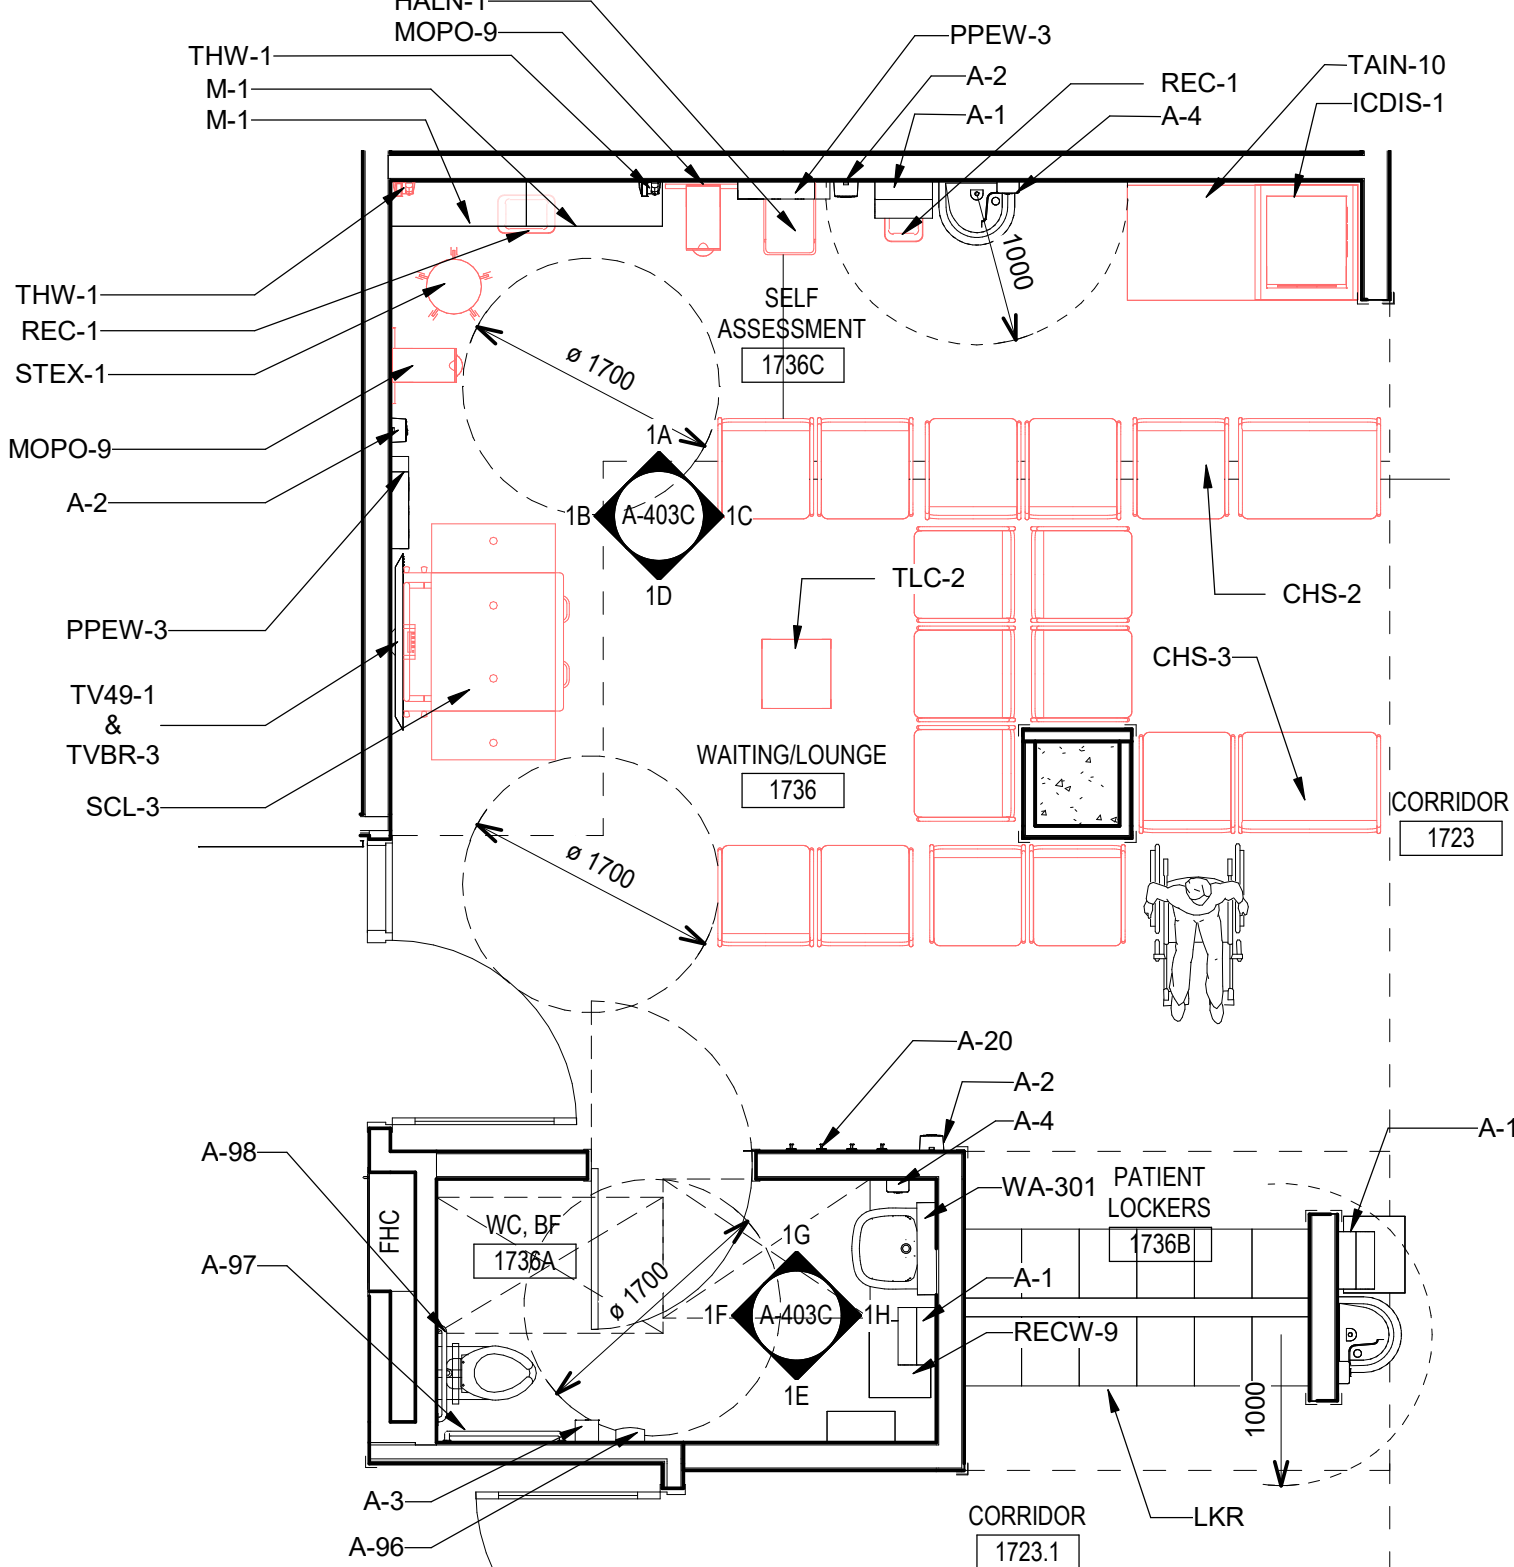 HALN-1
MOPO-9
THW-1
M-1
M-1
PPEW-3
A-2
A-1
REC-1
A-4
TAIN-10
ICDIS-1
THW-1
REC-1
STEX-1
MOPO-9
A-2
PPEW-3
TV49-1
&
TVBR-3
SCL-3
1000
SELF
ASSESSMENT
1736C
ø 1700
1A
1B
A-403C
1C
1D
TLC-2
CHS-2
CHS-3
WAITING/LOUNGE
1736
CORRIDOR
1723
ø 1700
A-20
A-2
A-4
A-1
A-98
A-97
FHC
WC, BF
1736A
ø 1700
WA-301
PATIENT
LOCKERS
1736B
1G
1F
A-403C
1H
1E
A-1
RECW-9
1000
A-3
A-96
LKR
CORRIDOR
1723.1